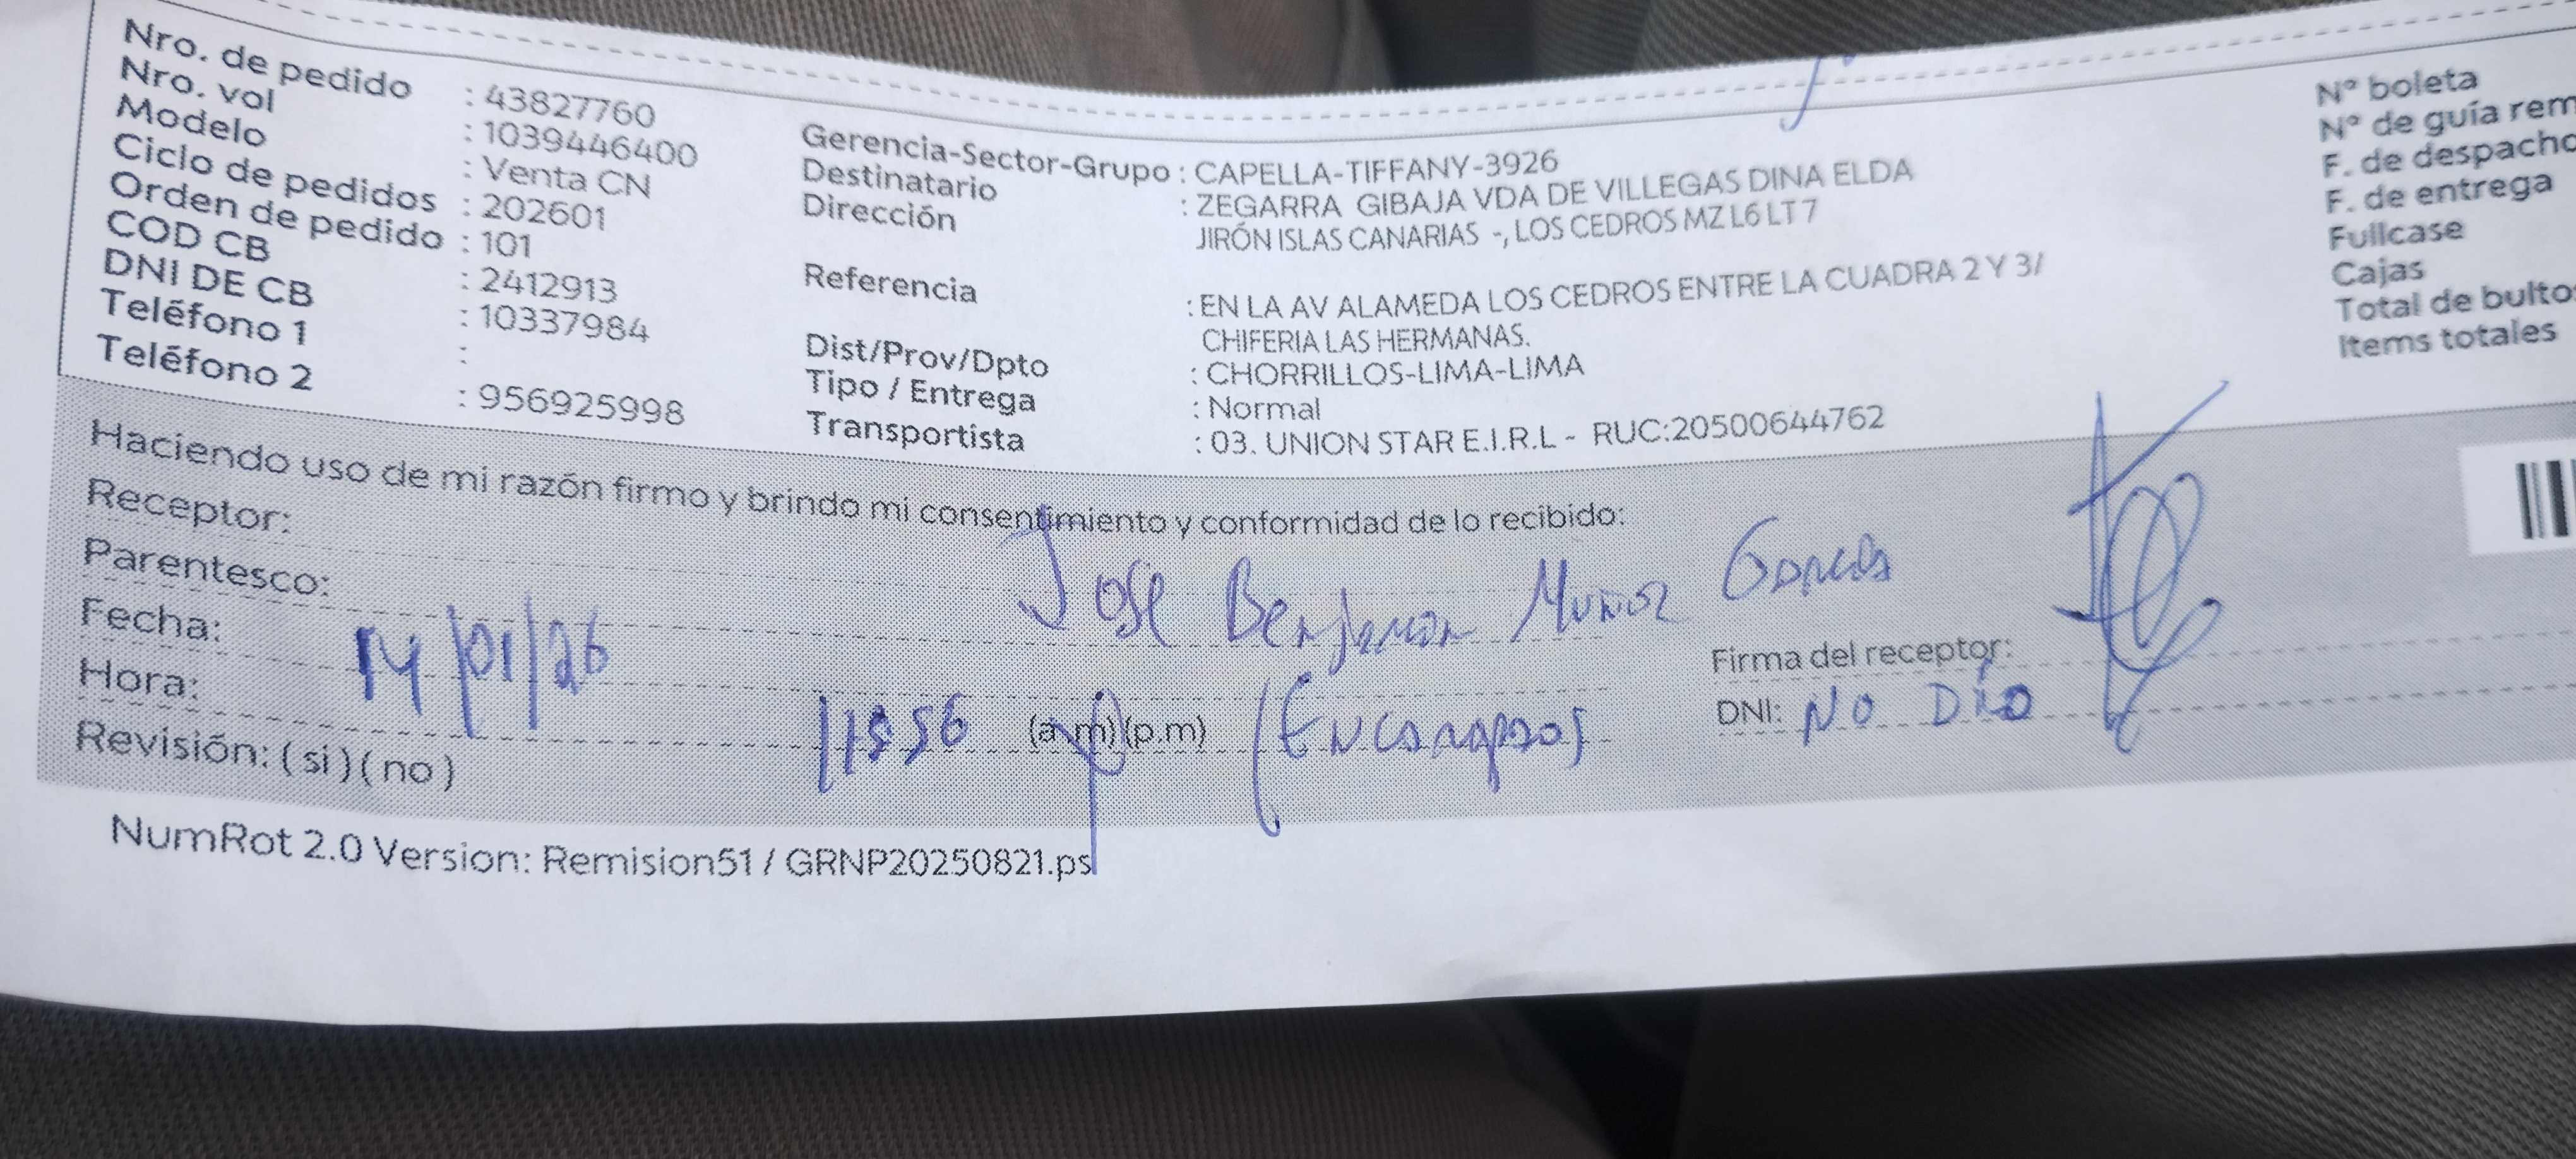 Nro. de pedido : 43827760
Nro. vol : 1039446400
Modelo : Venta CN
Ciclo de pedidos : 202601
Orden de pedido : 101
COD CB : 2412913
DNI DE CB : 10337984
Teléfono 1 :
Teléfono 2 : 956925998
Gerencia-Sector-Grupo : CAPELLA-TIFFANY-3926
Destinatario : ZEGARRA GIBAJA VDA DE VILLEGAS DINA ELDA
Dirección JIRÓN ISLAS CANARIAS -, LOS CEDROS MZ L6 LT 7
Referencia : EN LA AV ALAMEDA LOS CEDROS ENTRE LA CUADRA 2 Y 3/
CHIFERIA LAS HERMANAS.
Dist/Prov/Dpto : CHORRILLOS-LIMA-LIMA
Tipo / Entrega : Normal
Transportista : 03. UNION STAR E.I.R.L - RUC:20500644762
N° boleta
N° de guía rem
F. de despacho
F. de entrega
Fullcase
Cajas
Total de bulto
Items totales
Haciendo uso de mi razón firmo y brindo mi consentimiento y conformidad de lo recibido:
Receptor: Jose Benjamin Muñoz
Parentesco:
Fecha: 14/01/26
Hora: (a.m) (p.m)
Revisión: ( si ) ( no )
Firma del receptor:
DNI: NO DIO
NumRot 2.0 Version: Remision51 / GRNP20250821.ps